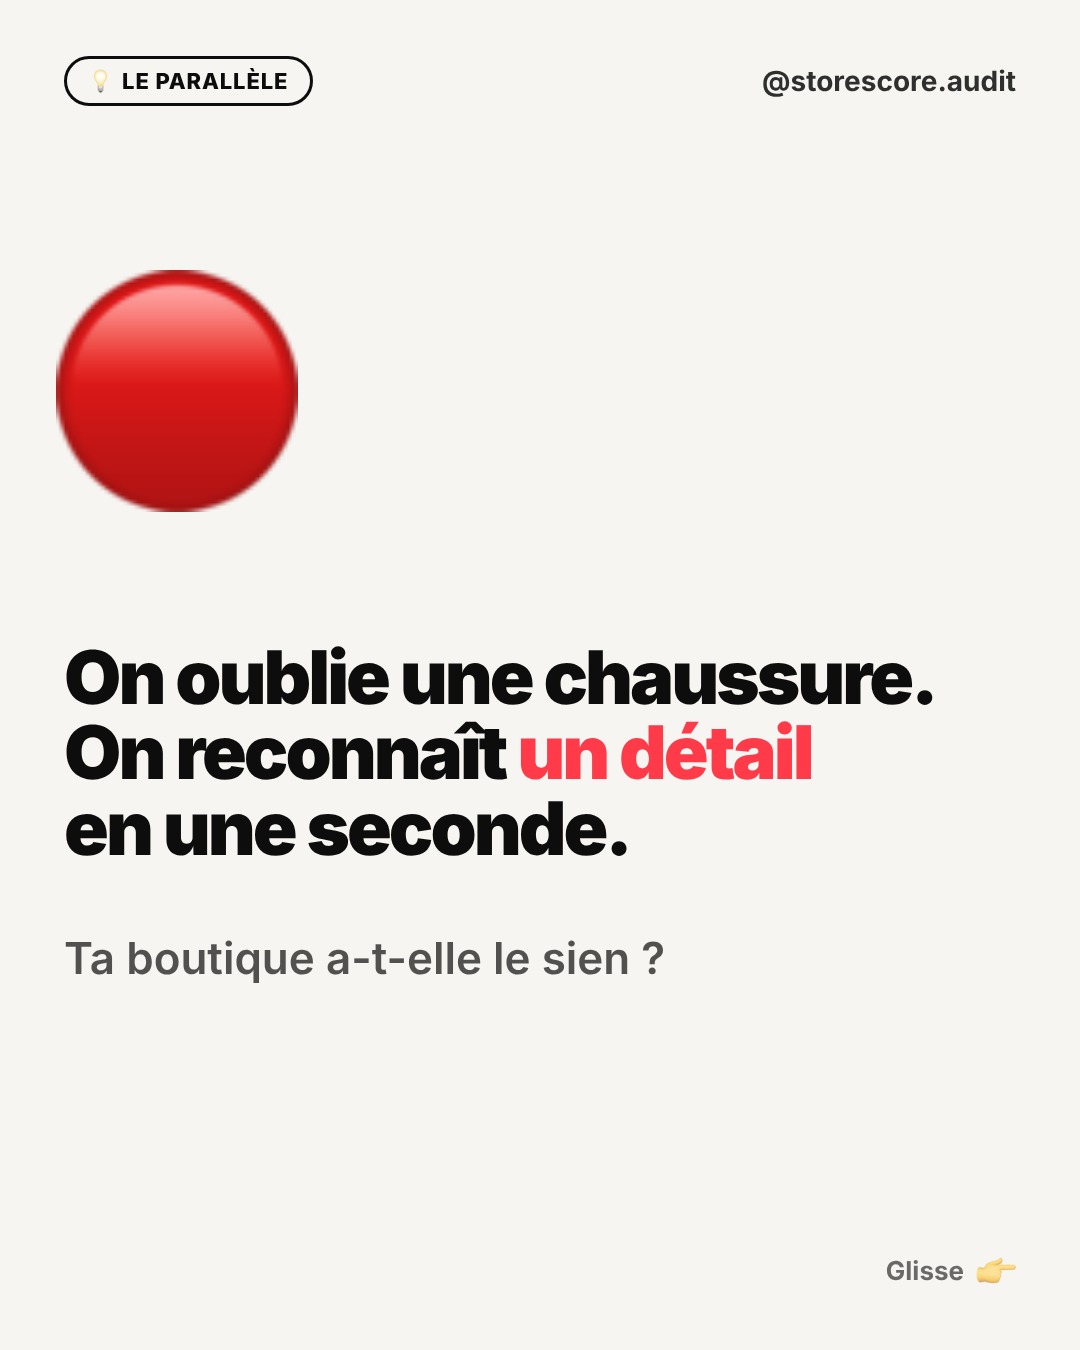 💡 LE PARALLÈLE
@storescore.audit
On oublie une chaussure.
On reconnaît un détail
en une seconde.
Ta boutique a-t-elle le sien ?
Glisse 👉